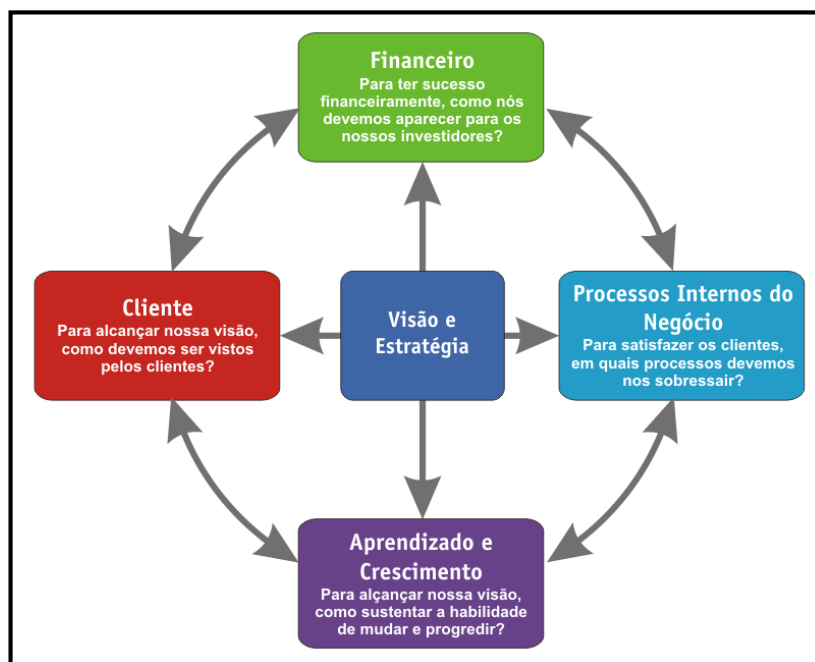 Financeiro
Para ter sucesso
financeiramente, como nós
devemos aparecer para os
nossos investidores?
Cliente
Para alcançar nossa visão,
como devemos ser vistos
pelos clientes?
Visão e
Estratégia
Processos Internos do
Negócio
Para satisfazer os clientes,
em quais processos devemos
nos sobressair?
Aprendizado e
Crescimento
Para alçançar nossa visão,
como sustentar a habilidade
de mudar e progredir?